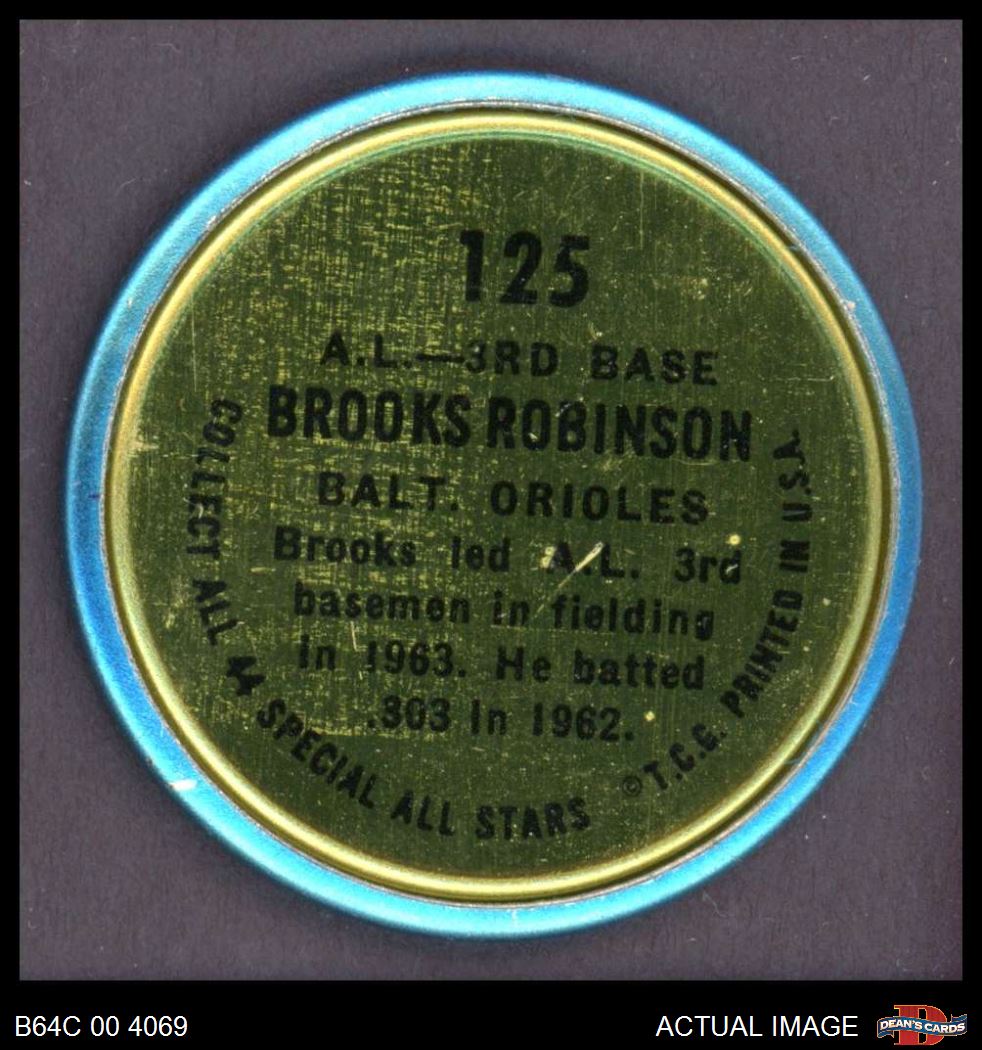 125
A.L.—3RD BASE
BROOKS ROBINSON
BALT. ORIOLES
Brooks led A.L. 3rd
basemen in fielding
in 1963. He batted
.303 in 1962.
COLLECT ALL 44 SPECIAL ALL STARS
© T.C.G. PRINTED IN U.S.A.
B64C 00 4069
ACTUAL IMAGE
B
DEAN'S CARDS